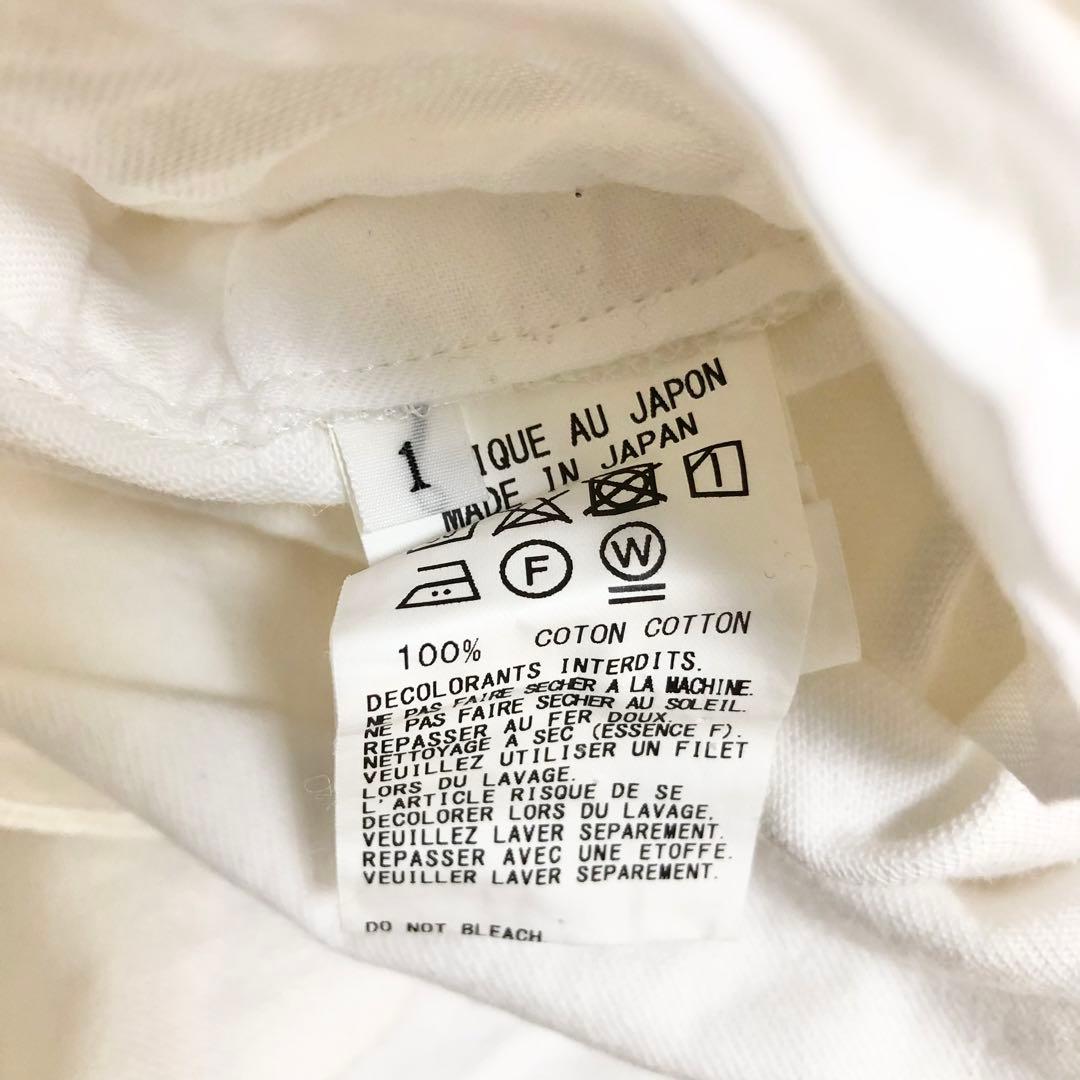 1
IQUE AU JAPON
MADE IN JAPAN
F
W
100% COTON COTTON
DECOLORANTS INTERDITS.
NE PAS FAIRE SECHER A LA MACHINE.
NE PAS FAIRE SECHER AU SOLEIL.
REPASSER AU FER DOUX.
NETTOYAGE A SEC (ESSENCE F).
VEUILLEZ UTILISER UN FILET
LORS DU LAVAGE.
L'ARTICLE RISQUE DE SE
DECOLORER LORS DU LAVAGE.
VEUILLEZ LAVER SEPAREMENT.
REPASSER AVEC UNE ETOFFE.
VEUILLER LAVER SEPAREMENT.
DO NOT BLEACH